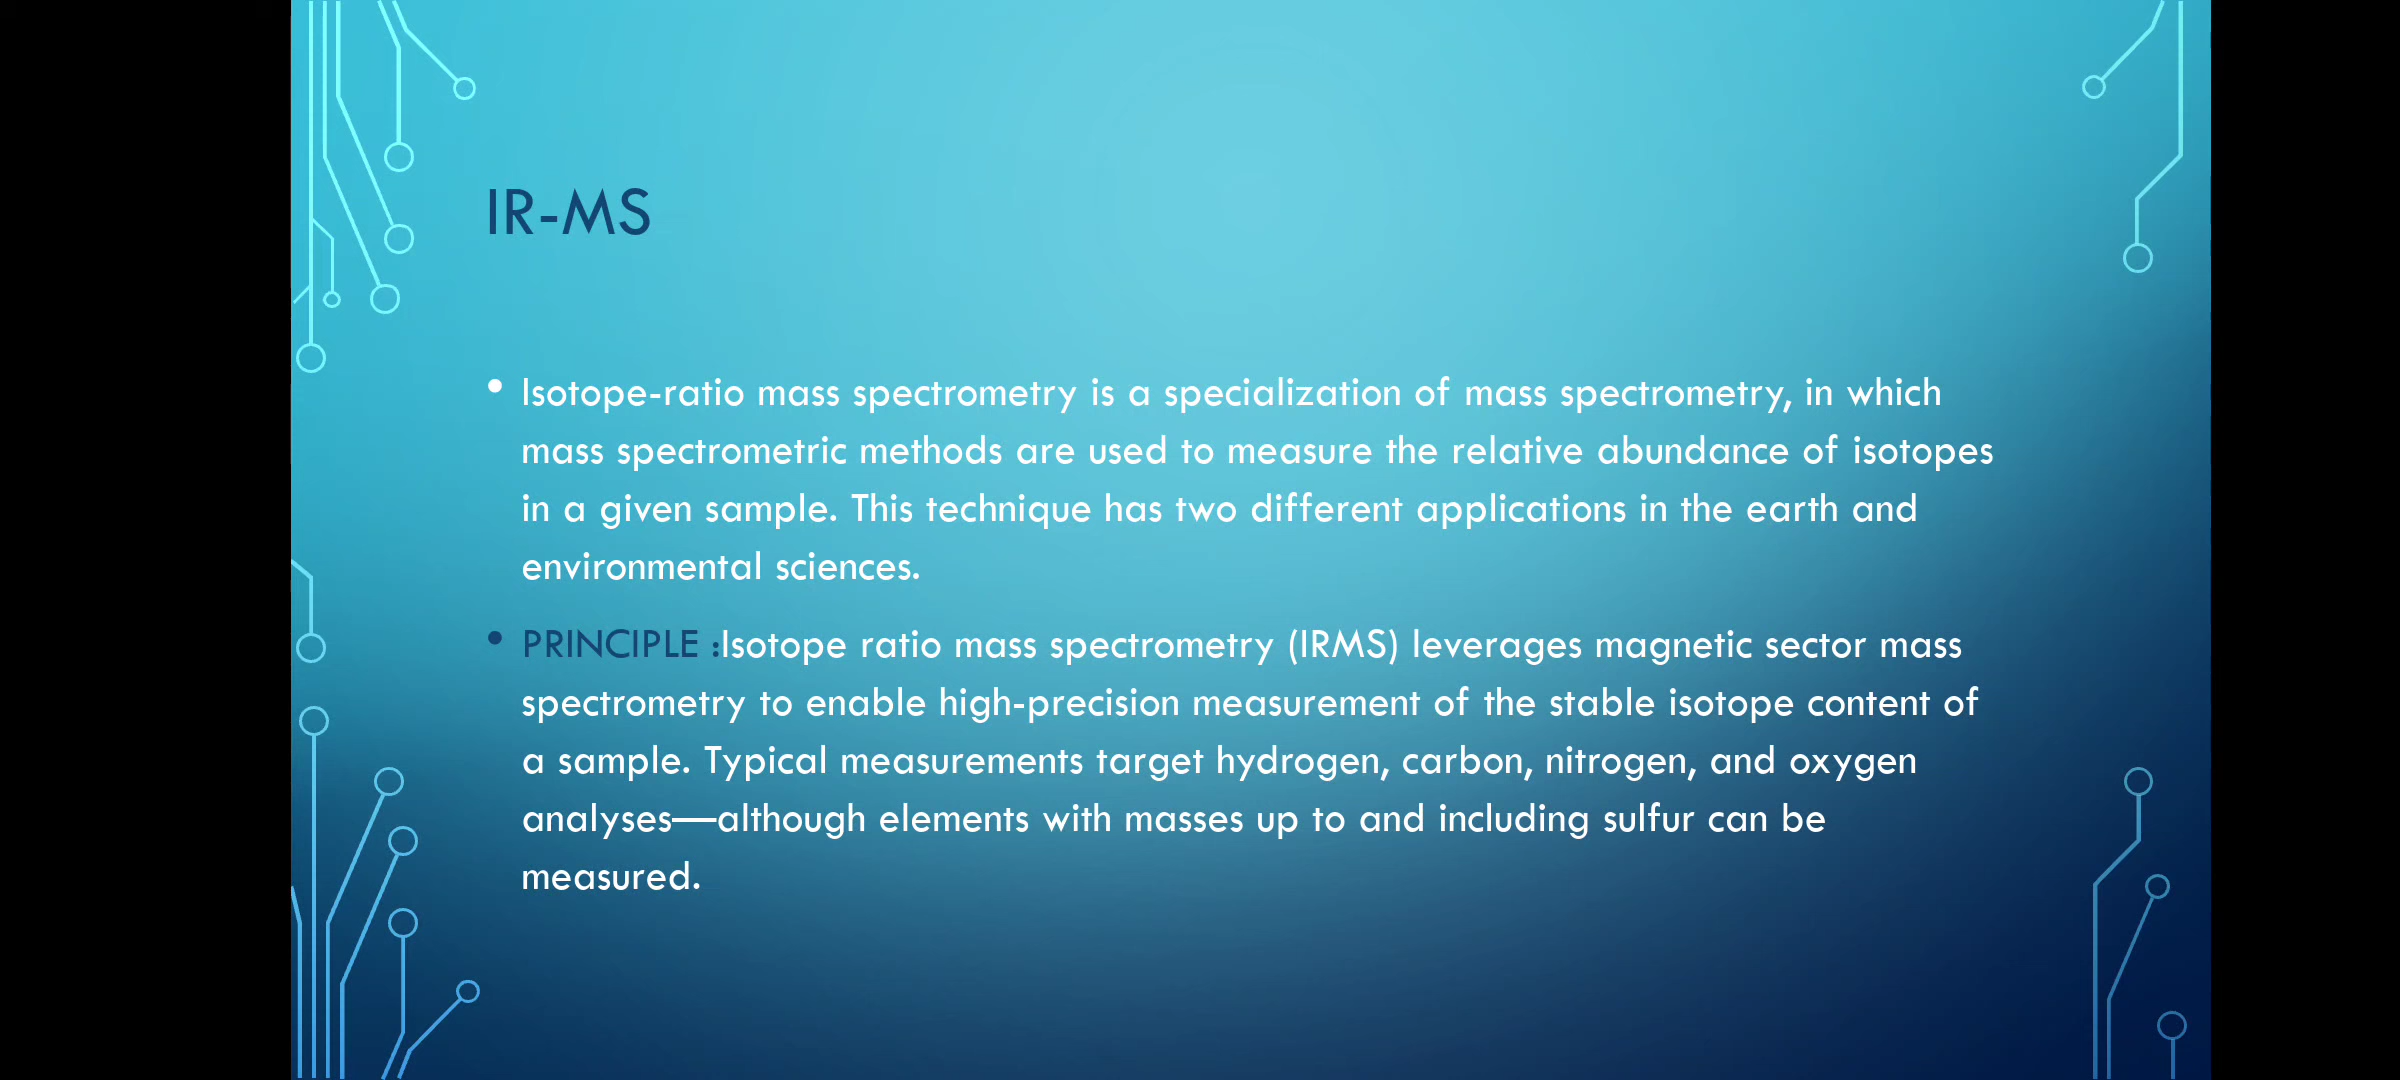 IR-MS
• Isotope-ratio mass spectrometry is a specialization of mass spectrometry, in which
mass spectrometric methods are used to measure the relative abundance of isotopes
in a given sample. This technique has two different applications in the earth and
environmental sciences.
• PRINCIPLE :Isotope ratio mass spectrometry (IRMS) leverages magnetic sector mass
spectrometry to enable high-precision measurement of the stable isotope content of
a sample. Typical measurements target hydrogen, carbon, nitrogen, and oxygen
analyses—although elements with masses up to and including sulfur can be
measured.